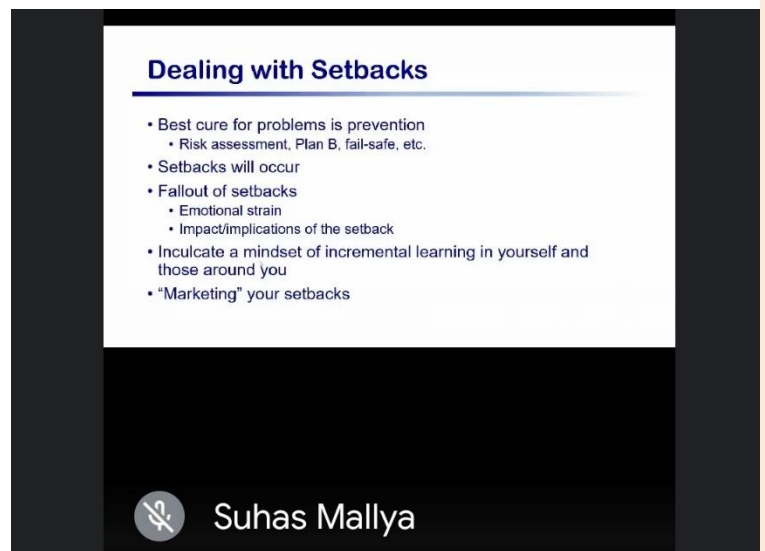 Dealing with Setbacks
• Best cure for problems is prevention
• Risk assessment, Plan B, fail-safe, etc.
• Setbacks will occur
• Fallout of setbacks
• Emotional strain
• Impact/implications of the setback
• Inculcate a mindset of incremental learning in yourself and
those around you
• “Marketing” your setbacks
Suhas Mallya